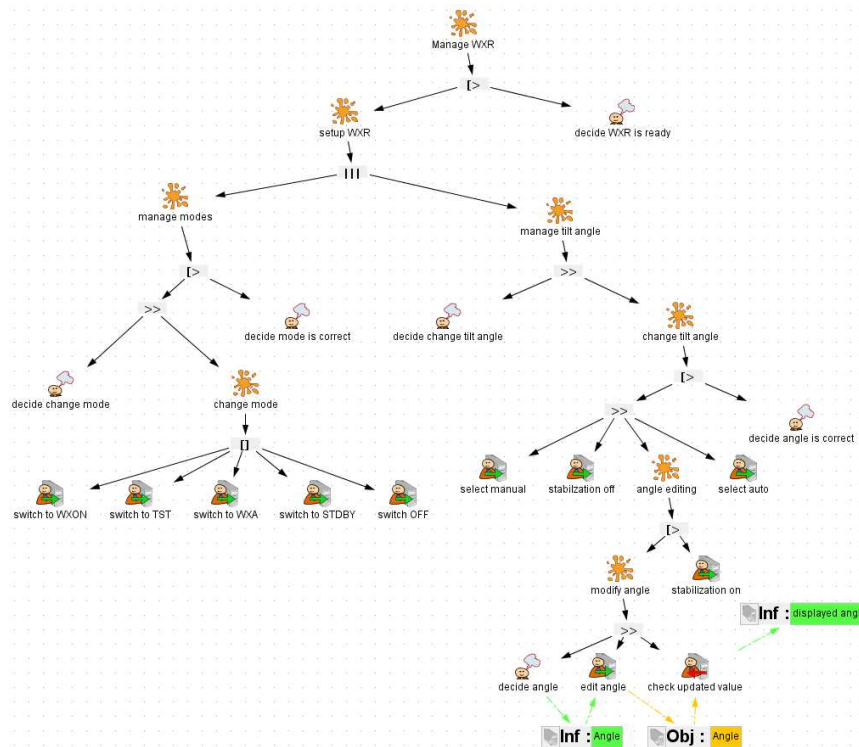 Manage WXR
[>
setup WXR
decide WXR is ready
|||
manage modes
manage tilt angle
[>
>>
>>
decide mode is correct
decide change tilt angle
change tilt angle
[>
decide change mode
change mode
>>
decide angle is correct
[]
select manual
stabilzation off
angle editing
select auto
switch to WXON
switch to TST
switch to WXA
switch to STDBY
switch OFF
[>
modify angle
stabilization on
Inf : displayed ang
>>
decide angle
edit angle
check updated value
Inf : Angle
Obj : Angle